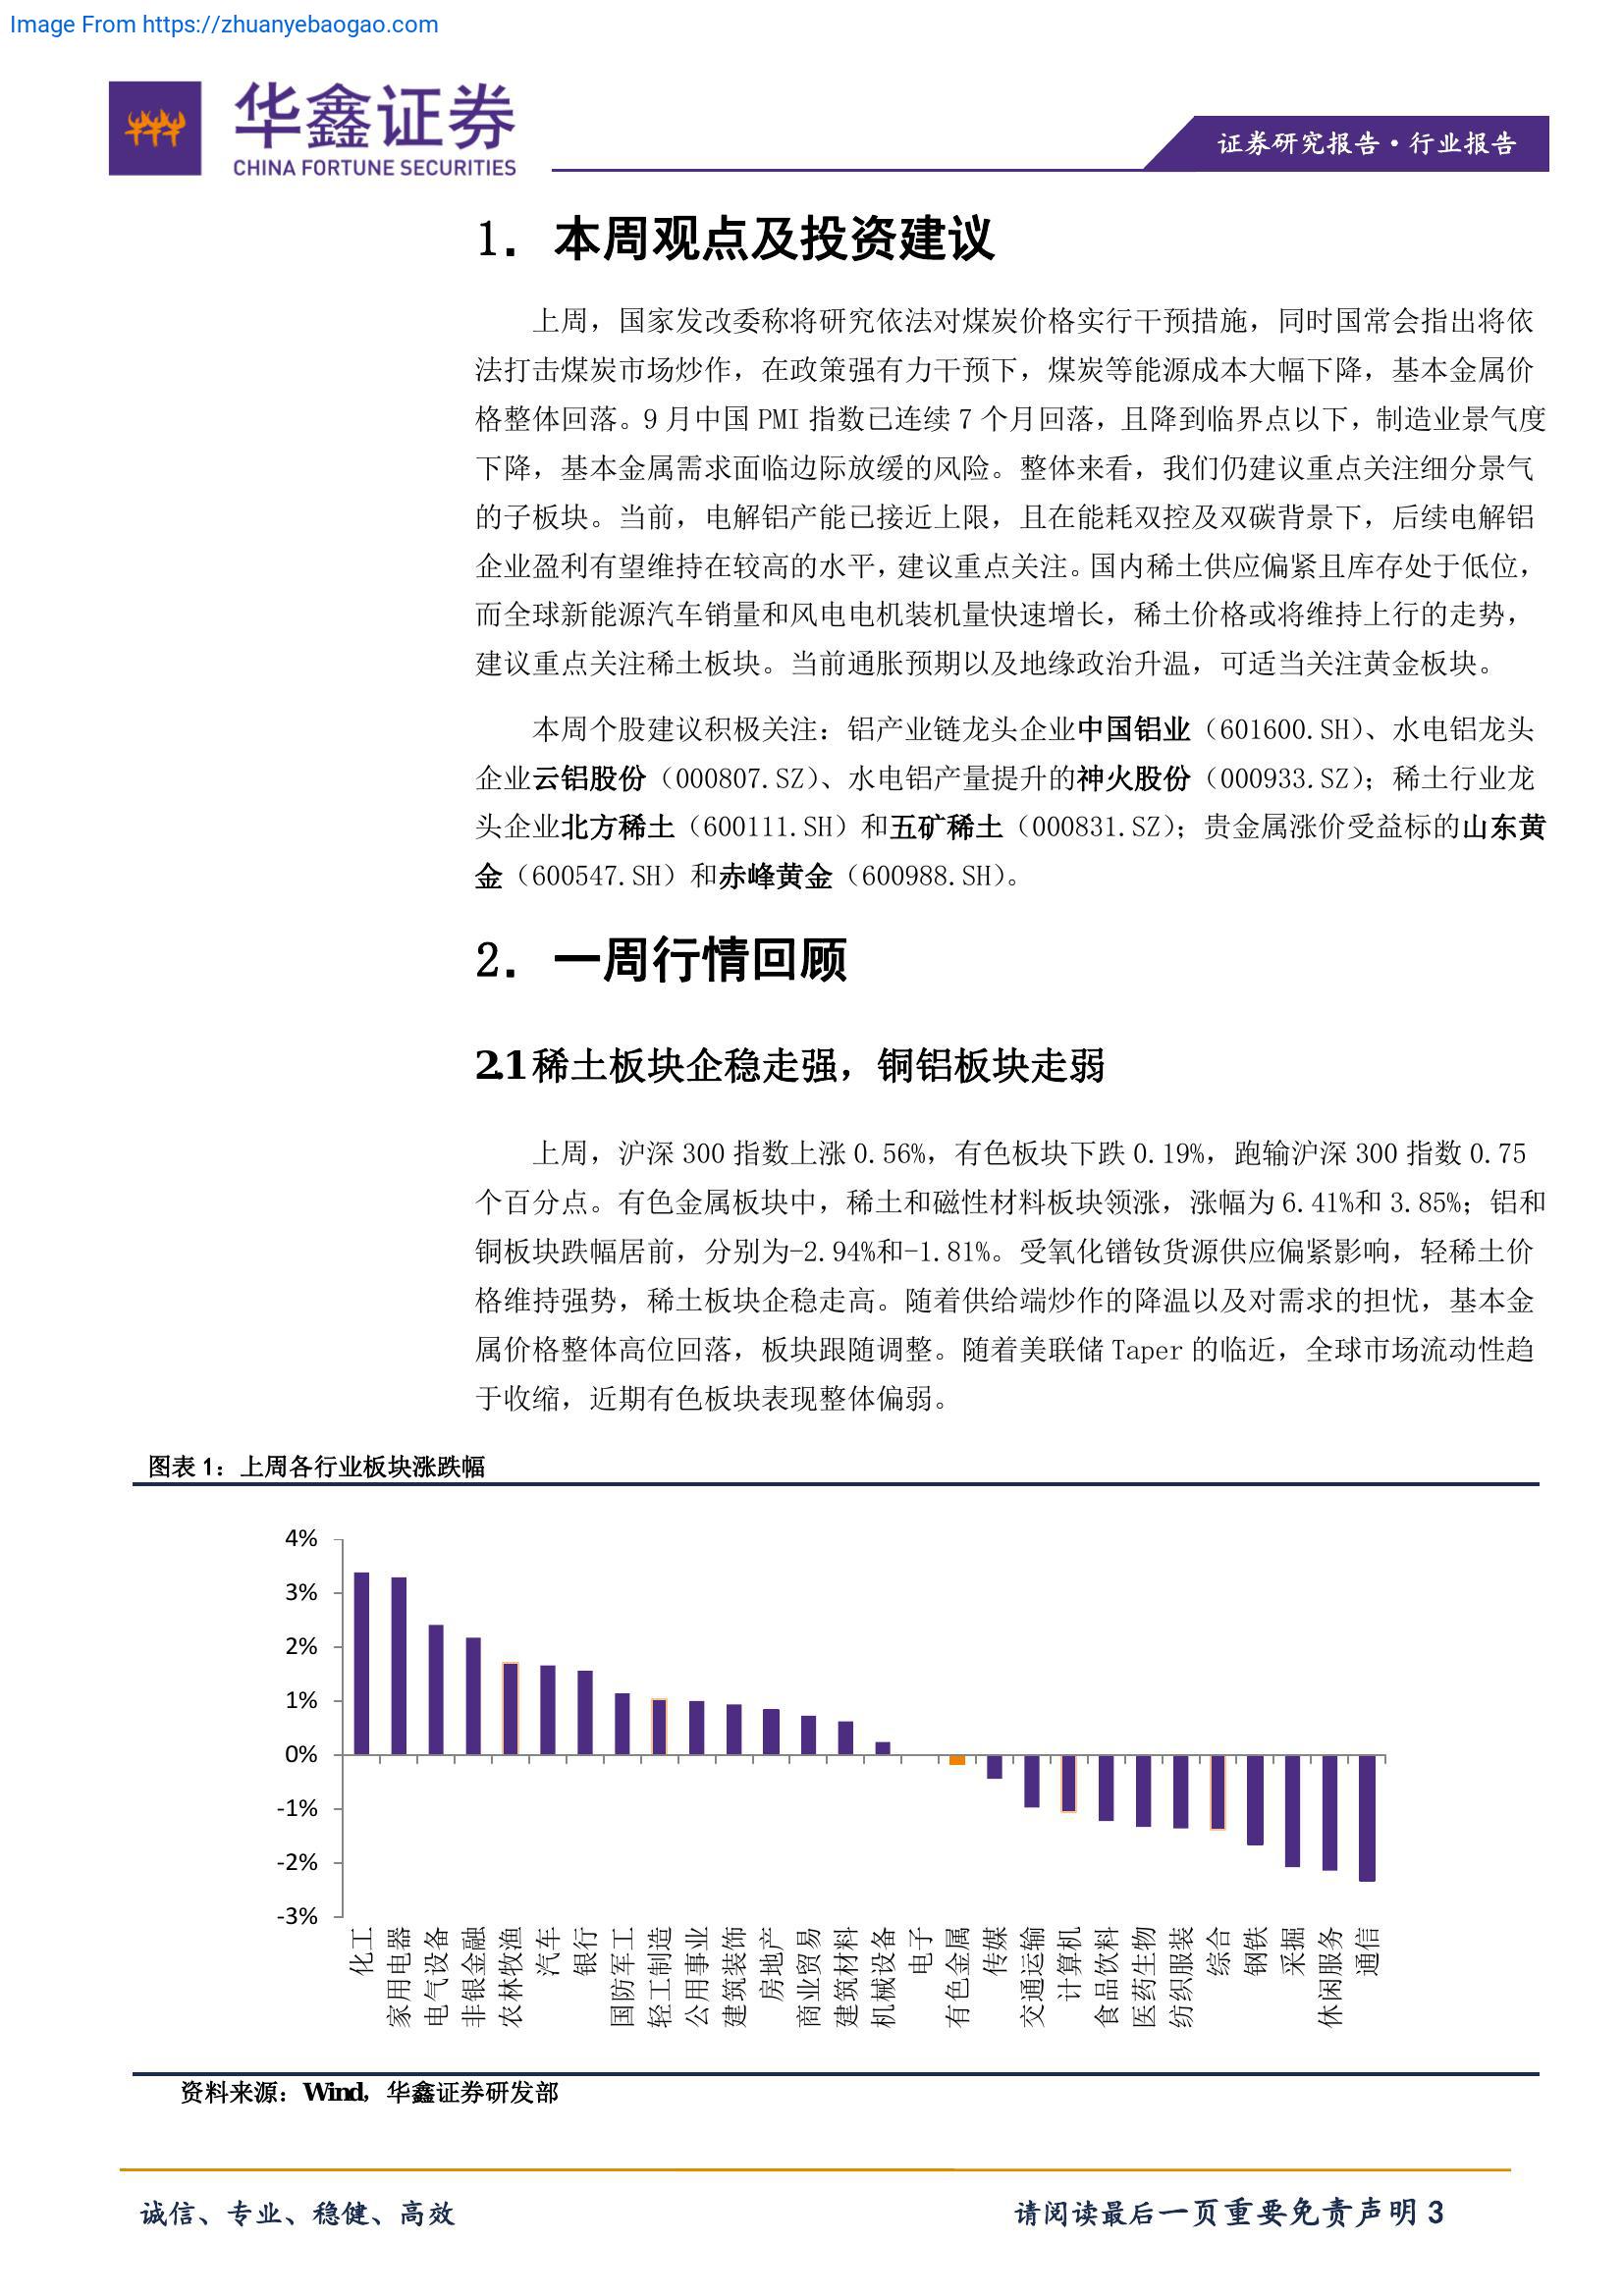 Image From https://zhuanyebaogao.com
华鑫证券
CHINA FORTUNE SECURITIES
证券研究报告·行业报告
1. 本周观点及投资建议
上周，国家发改委称将研究依法对煤炭价格实行干预措施，同时国常会指出将依
法打击煤炭市场炒作，在政策强有力干预下，煤炭等能源成本大幅下降，基本金属价
格整体回落。9 月中国 PMI 指数已连续 7 个月回落，且降到临界点以下，制造业景气度
下降，基本金属需求面临边际放缓的风险。整体来看，我们仍建议重点关注细分景气
的子板块。当前，电解铝产能已接近上限，且在能耗双控及双碳背景下，后续电解铝
企业盈利有望维持在较高的水平，建议重点关注。国内稀土供应偏紧且库存处于低位，
而全球新能源汽车销量和风电电机装机量快速增长，稀土价格或将维持上行的走势，
建议重点关注稀土板块。当前通胀预期以及地缘政治升温，可适当关注黄金板块。
本周个股建议积极关注：铝产业链龙头企业中国铝业（601600.SH）、水电铝龙头
企业云铝股份（000807.SZ）、水电铝产量提升的神火股份（000933.SZ）；稀土行业龙
头企业北方稀土（600111.SH）和五矿稀土（000831.SZ）；贵金属涨价受益标的山东黄
金（600547.SH）和赤峰黄金（600988.SH）。
2. 一周行情回顾
2.1 稀土板块企稳走强，铜铝板块走弱
上周，沪深 300 指数上涨 0.56%，有色板块下跌 0.19%，跑输沪深 300 指数 0.75
个百分点。有色金属板块中，稀土和磁性材料板块领涨，涨幅为 6.41%和 3.85%；铝和
铜板块跌幅居前，分别为-2.94%和-1.81%。受氧化镨钕货源供应偏紧影响，轻稀土价
格维持强势，稀土板块企稳走高。随着供给端炒作的降温以及对需求的担忧，基本金
属价格整体高位回落，板块跟随调整。随着美联储 Taper 的临近，全球市场流动性趋
于收缩，近期有色板块表现整体偏弱。
图表 1：上周各行业板块涨跌幅
4%
3%
2%
1%
0%
-1%
-2%
-3%
化工
家用电器
电气设备
非银金融
农林牧渔
汽车
银行
国防军工
轻工制造
公用事业
建筑装饰
房地产
商业贸易
建筑材料
机械设备
电子
有色金属
传媒
交通运输
计算机
食品饮料
医药生物
纺织服装
综合
钢铁
采掘
休闲服务
通信
资料来源：Wind，华鑫证券研发部
诚信、专业、稳健、高效
请阅读最后一页重要免责声明 3